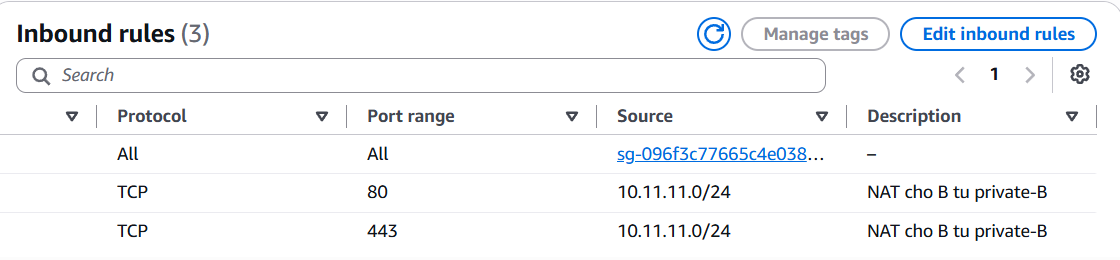 Inbound rules (3)
Manage tags
Edit inbound rules
Search
1
Protocol Port range Source Description
All All sg-096f3c77665c4e038... –
TCP 80 10.11.11.0/24 NAT cho B tu private-B
TCP 443 10.11.11.0/24 NAT cho B tu private-B